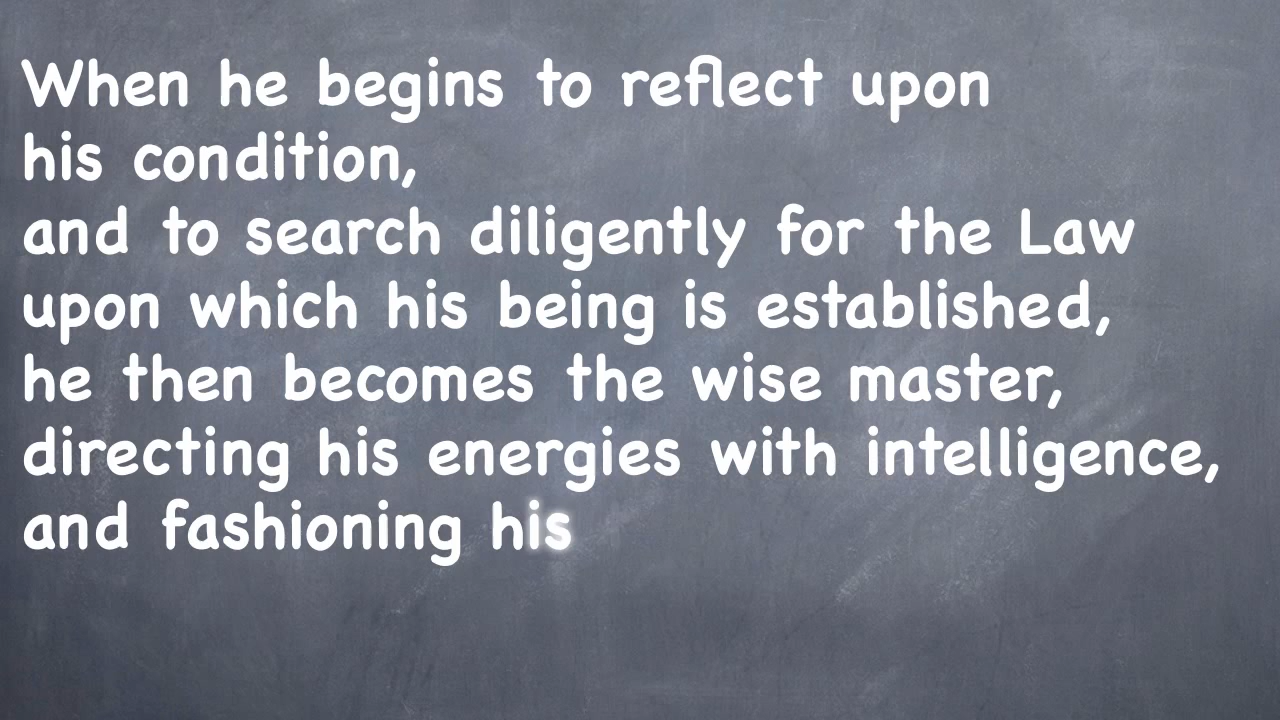 When he begins to reflect upon
his condition,
and to search diligently for the Law
upon which his being is established,
he then becomes the wise master,
directing his energies with intelligence,
and fashioning his